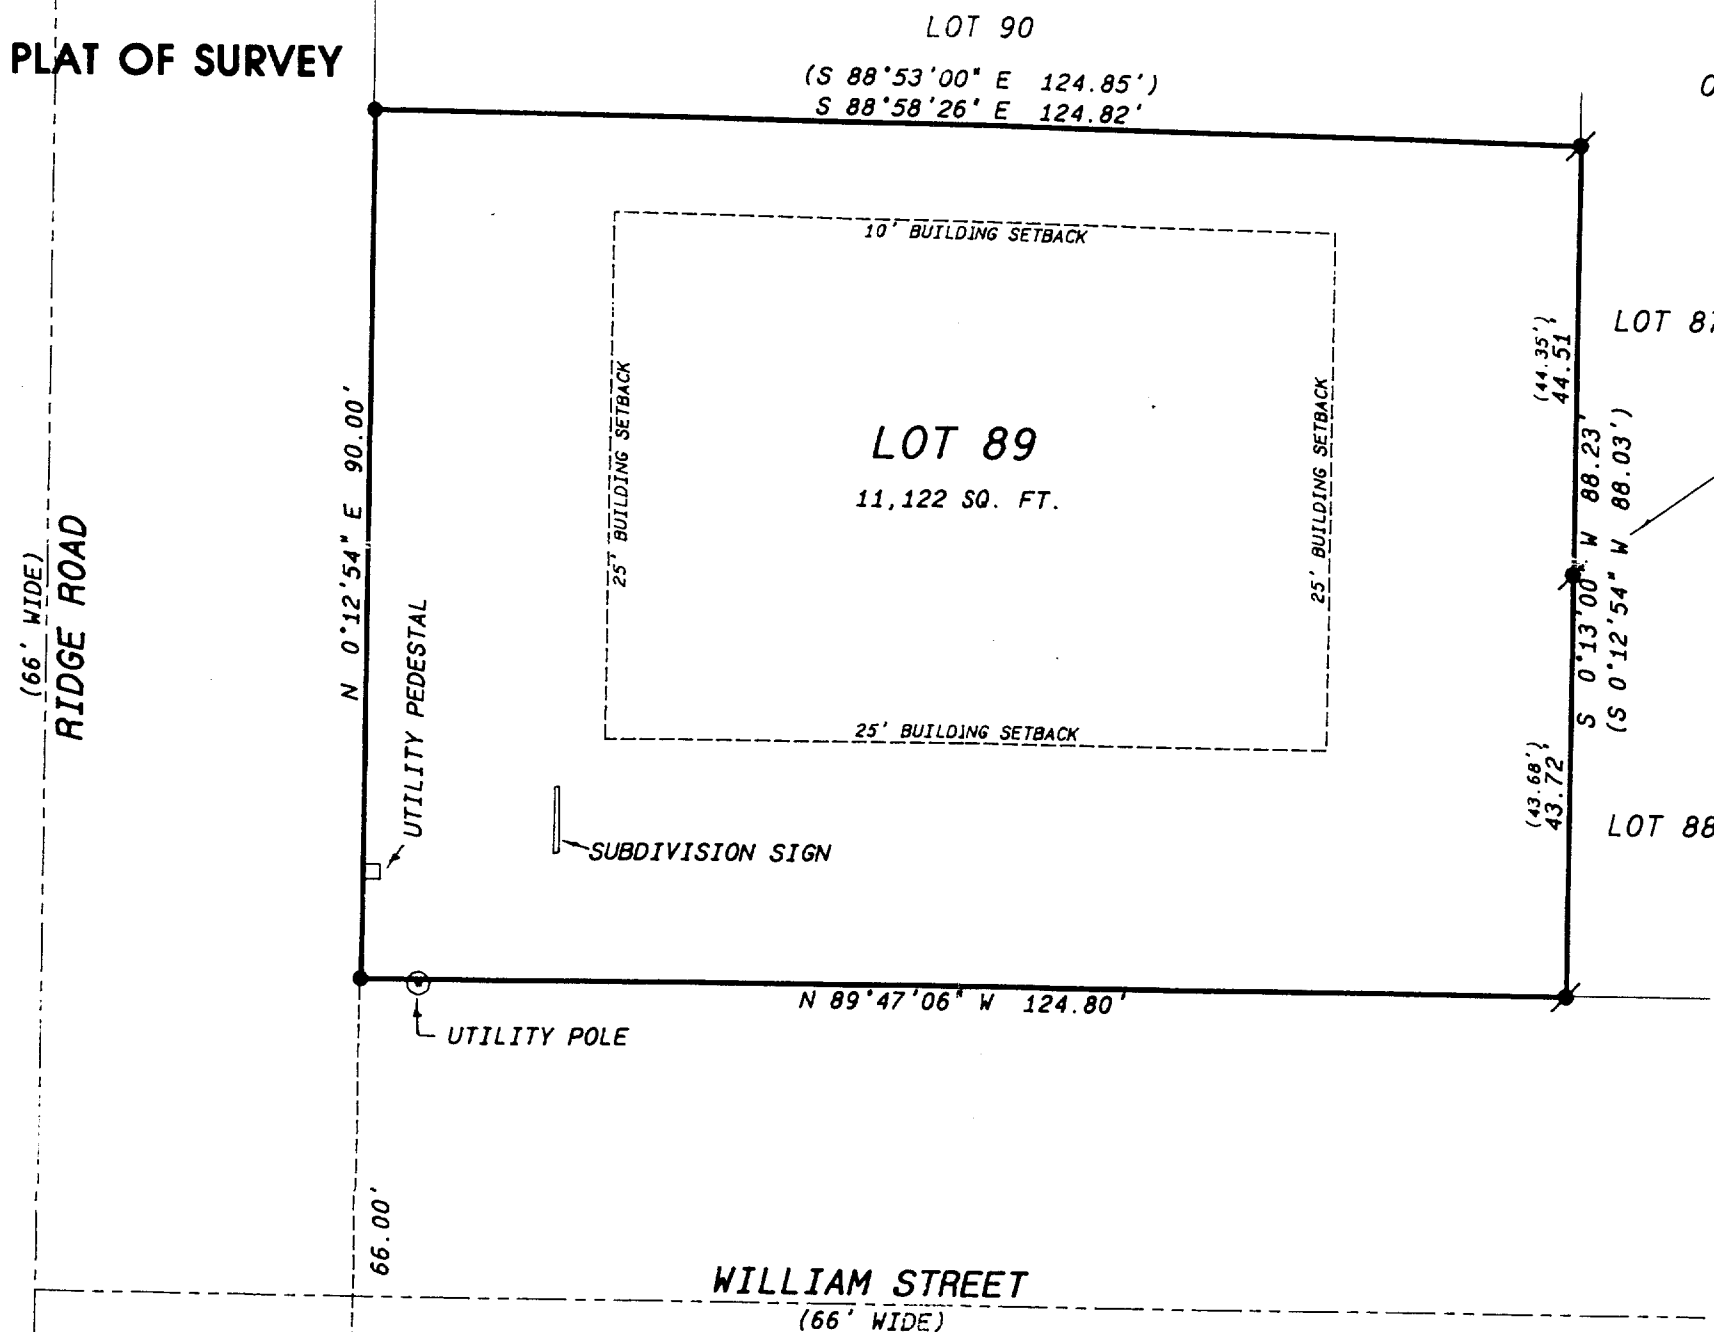 LOT 90
PLAT OF SURVEY
(S 88°53'00" E 124.85')
S 88°58'26" E 124.82'
10' BUILDING SETBACK
LOT 87
(44.35')
44.51'
25' BUILDING SETBACK
25' BUILDING SETBACK
LOT 89
11,122 SQ. FT.
N 0°12'54" E 90.00'
S 0°13'00" W 88.23'
(S 0°12'54" W 88.03')
(66' WIDE)
RIDGE ROAD
UTILITY PEDESTAL
25' BUILDING SETBACK
(43.68')
43.72'
LOT 88
SUBDIVISION SIGN
N 89°47'06" W 124.80'
UTILITY POLE
66.00'
WILLIAM STREET
(66' WIDE)